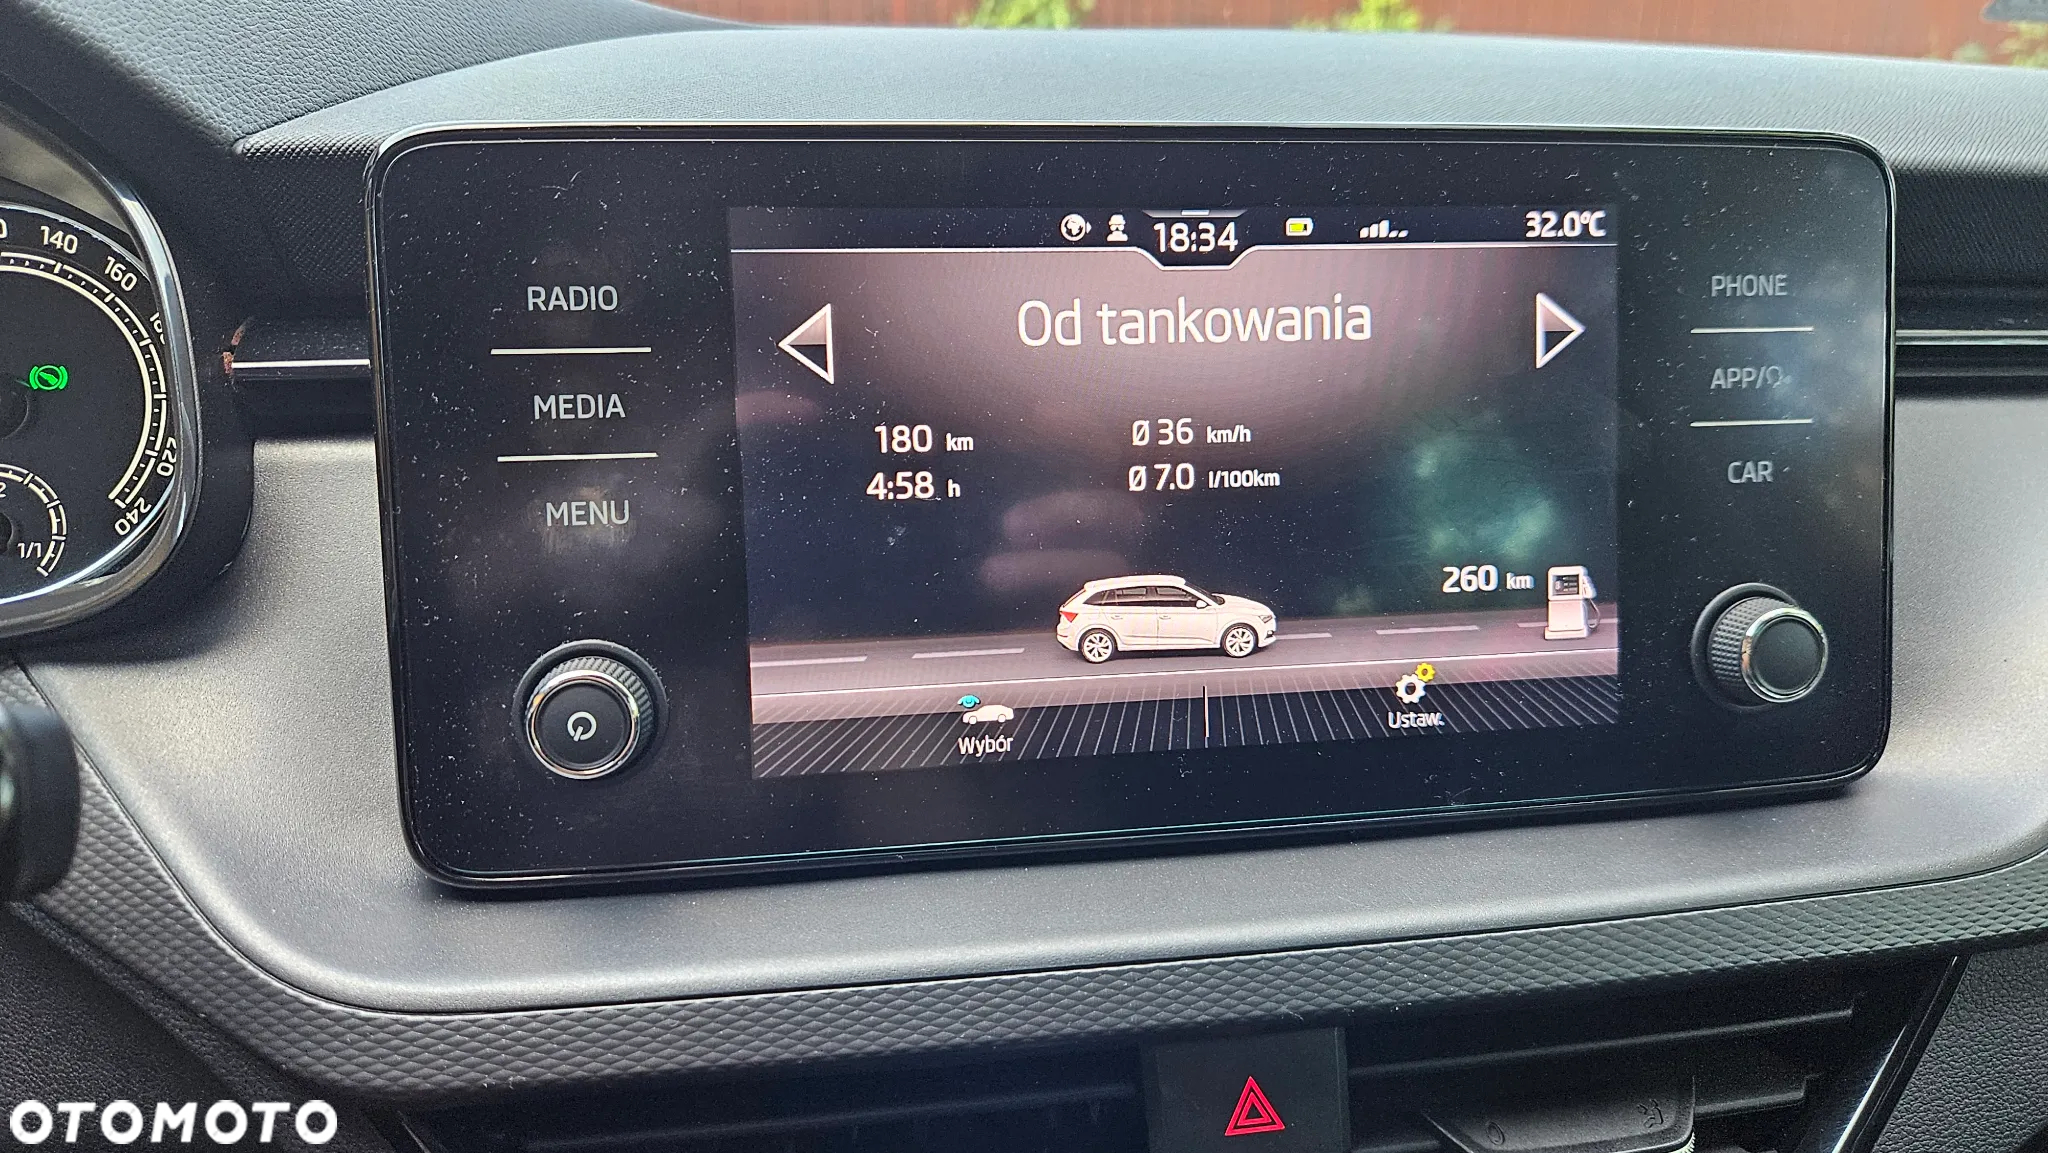 18:34
32.0°C
RADIO
MEDIA
MENU
Od tankowania
180 km
Ø 36 km/h
4:58 h
Ø 7.0 l/100km
260 km
Wybór
Ustaw.
PHONE
APP/
CAR
140
160
220
240
1/1
OTOMOTO